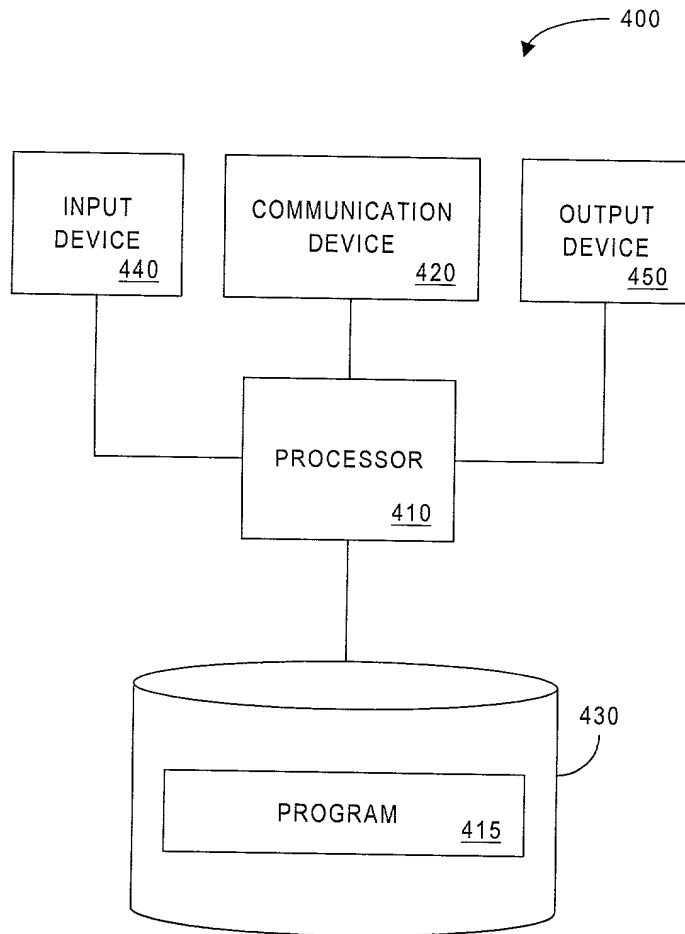 400
INPUT
DEVICE
440
COMMUNICATION
DEVICE
420
OUTPUT
DEVICE
450
PROCESSOR
410
430
PROGRAM
415